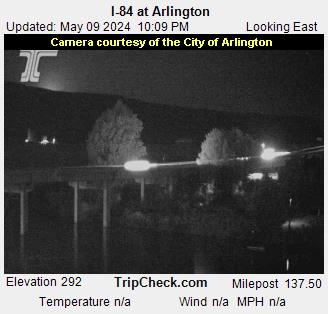 I-84 at Arlington
Updated: May 09 2024 10:09 PM Looking East
Camera courtesy of the City of Arlington
Elevation 292 TripCheck.com Milepost 137.50
Temperature n/a Wind n/a MPH n/a